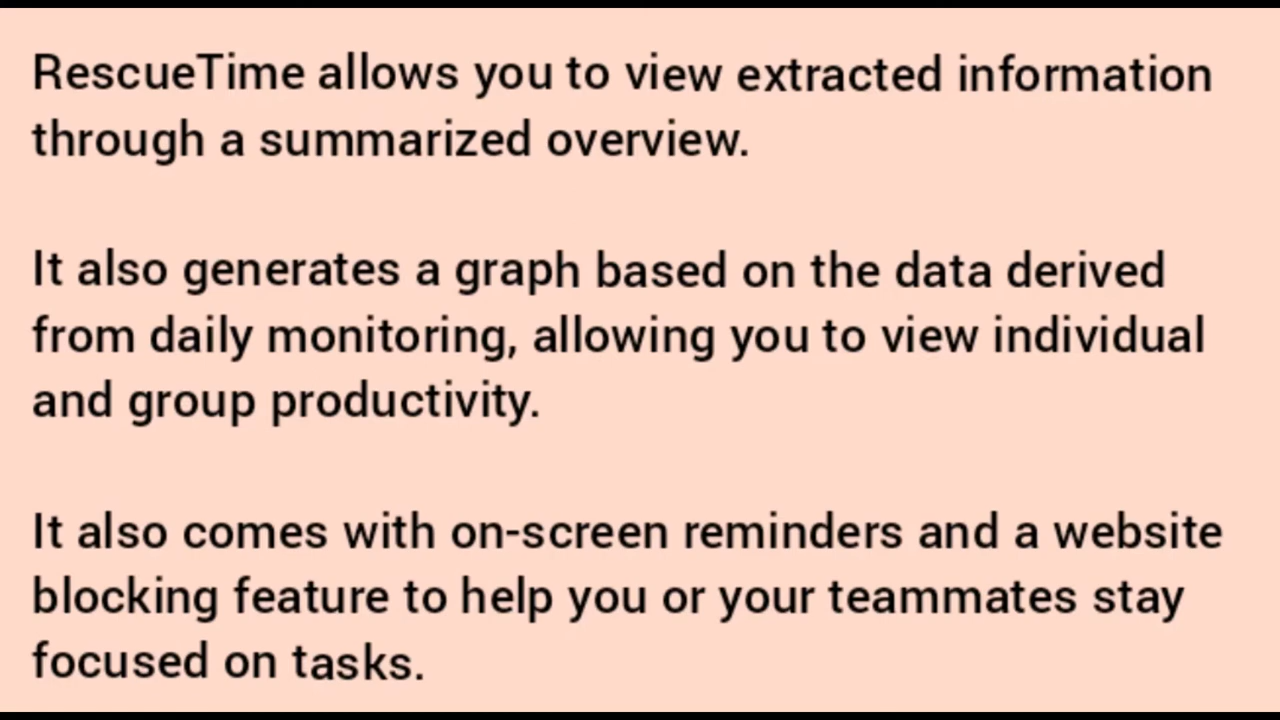 RescueTime allows you to view extracted information
through a summarized overview.
It also generates a graph based on the data derived
from daily monitoring, allowing you to view individual
and group productivity.
It also comes with on-screen reminders and a website
blocking feature to help you or your teammates stay
focused on tasks.